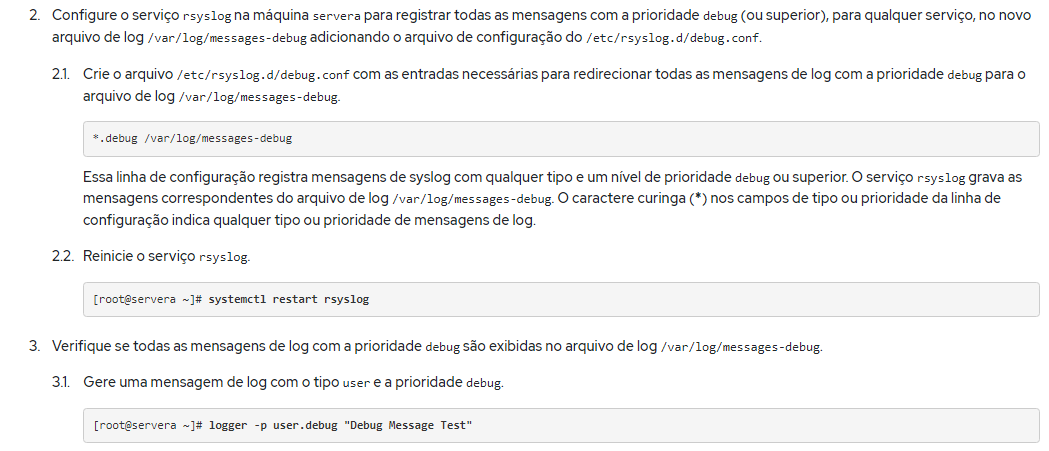 2. Configure o serviço rsyslog na máquina servera para registrar todas as mensagens com a prioridade debug (ou superior), para qualquer serviço, no novo
arquivo de log /var/log/messages-debug adicionando o arquivo de configuração do /etc/rsyslog.d/debug.conf.
2.1. Crie o arquivo /etc/rsyslog.d/debug.conf com as entradas necessárias para redirecionar todas as mensagens de log com a prioridade debug para o
arquivo de log /var/log/messages-debug.
*.debug /var/log/messages-debug
Essa linha de configuração registra mensagens de syslog com qualquer tipo e um nível de prioridade debug ou superior. O serviço rsyslog grava as
mensagens correspondentes do arquivo de log /var/log/messages-debug. O caractere curinga (*) nos campos de tipo ou prioridade da linha de
configuração indica qualquer tipo ou prioridade de mensagens de log.
2.2. Reinicie o serviço rsyslog.
[root@servera ~]# systemctl restart rsyslog
3. Verifique se todas as mensagens de log com a prioridade debug são exibidas no arquivo de log /var/log/messages-debug.
3.1. Gere uma mensagem de log com o tipo user e a prioridade debug.
[root@servera ~]# logger -p user.debug "Debug Message Test"